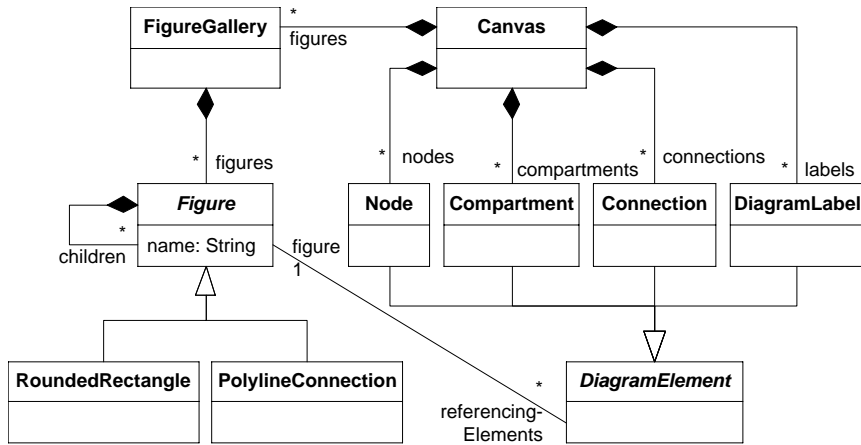 FigureGallery
*
figures
Canvas
* figures
* nodes
* compartments
* connections
* labels
Figure
name: String
*
children
figure
1
Node
Compartment
Connection
DiagramLabel
RoundedRectangle
PolylineConnection
DiagramElement
*
referencing-
Elements